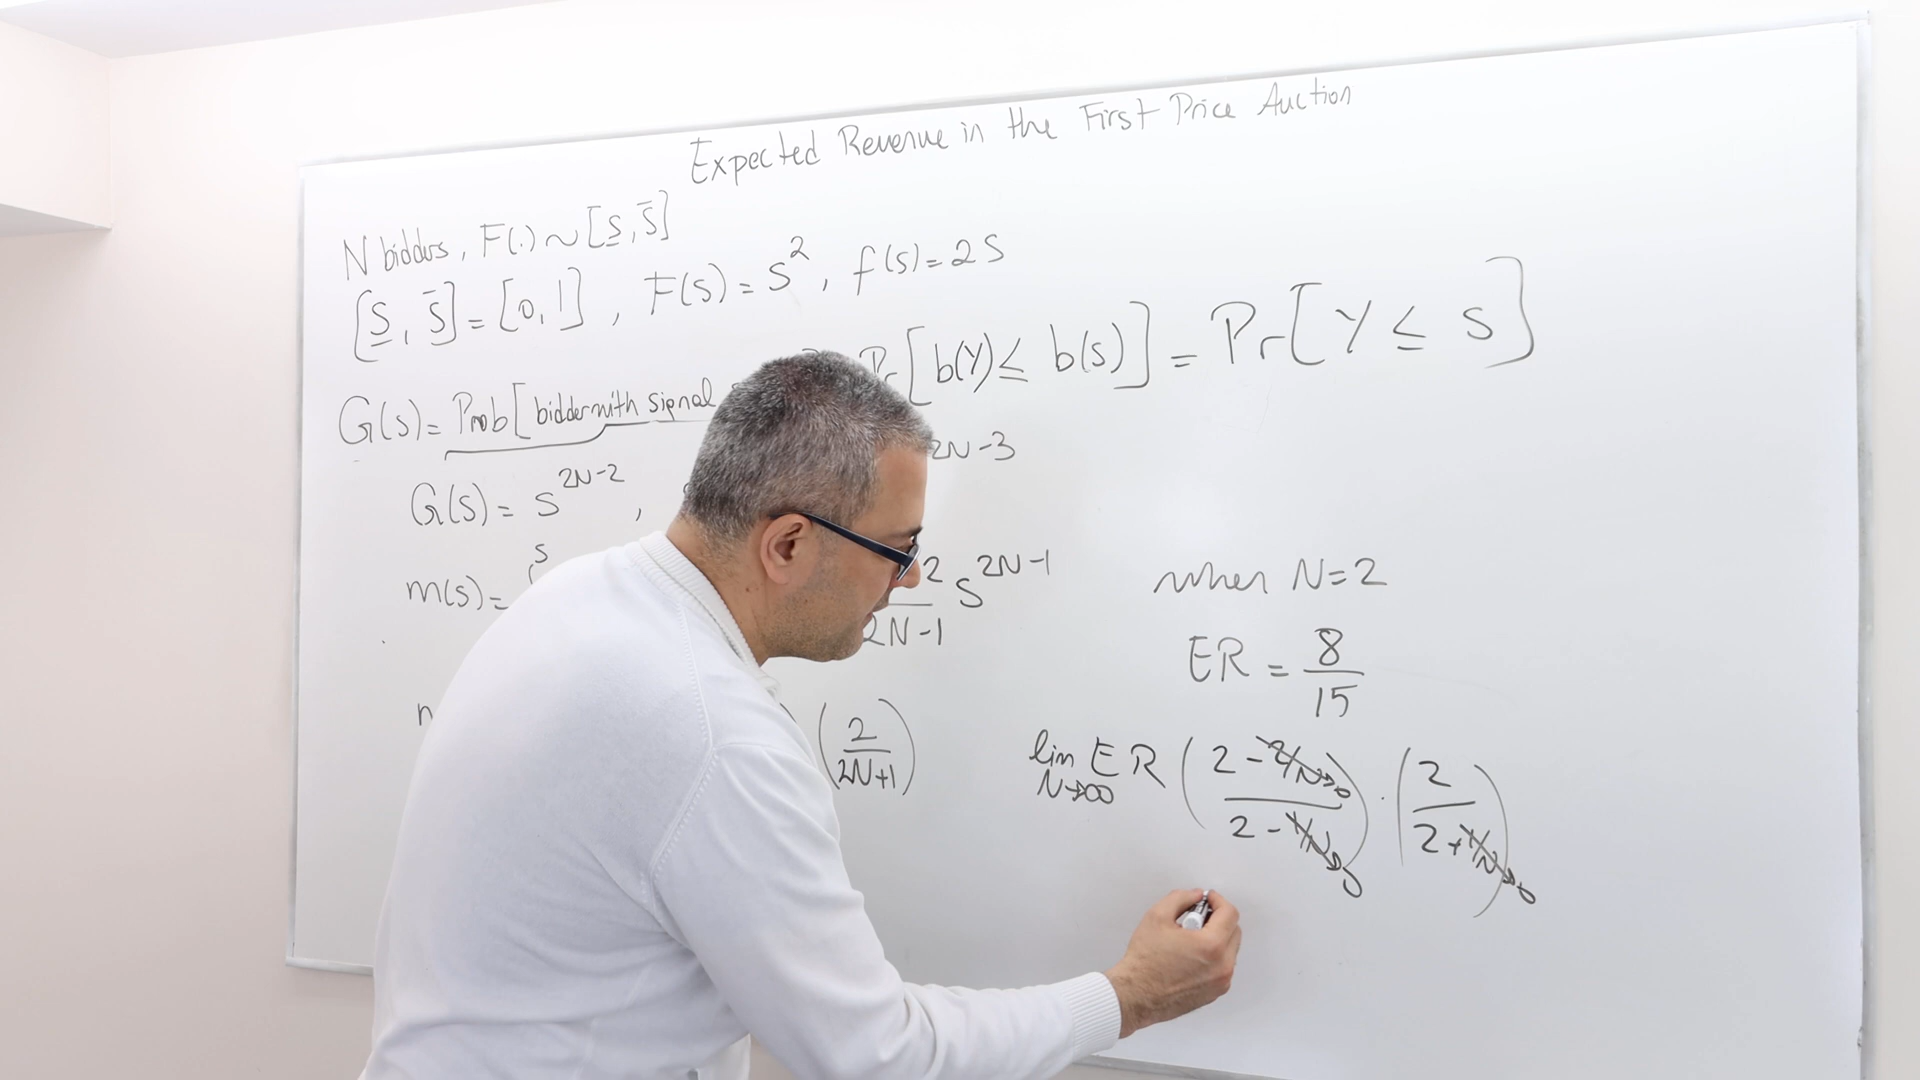 Expected Revenue in the First Price Auction
N bidders, F(.) ~ [s̲, s̄]
[s̲, s̄] = [0, 1] , F(s) = s² , f(s) = 2s
G(s) = Prob[bidder with signal Pr[b(Y) ≤ b(s)] = Pr[Y ≤ s]
G(s) = s^{2N-2} , 2N-3
m(s) = ∫^s 2 / 2N-1 s^{2N-1}
(2 / 2N+1)
when N=2
ER = 8/15
lim N→∞ ER (2 - 2/N→0 / 2 - 1/N→0) · (2 / 2 + 1/N→0)